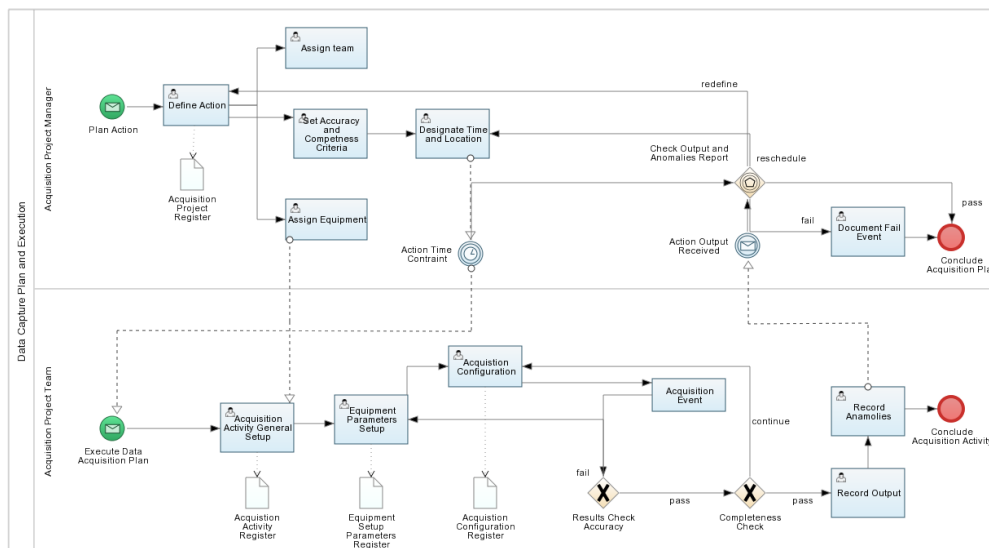 Data Capture Plan and Execution
Acquisition Project Manager
Plan Action
Define Action
Acquisition
Project
Register
Assign team
Set Accuracy
and
Competness
Criteria
Designate Time
and Location
Assign Equipment
Action Time
Contraint
redefine
Check Output and
Anomalies Report
reschedule
pass
fail
Action Output
Received
Document Fail
Event
Conclude
Acquisition Pla
Acquisition Project Team
Execute Data
Acquisition Plan
Acquistion
Activity General
Setup
Acquistion
Activity
Register
Equipment
Parameters
Setup
Equipment
Setup
Parameters
Register
Acquistion
Configuration
Acquistion
Configuration
Register
Acquisition
Event
continue
fail
Results Check
Accuracy
pass
Completeness
Check
pass
Record Output
Record
Anamolies
Conclude
Acquisition Activity